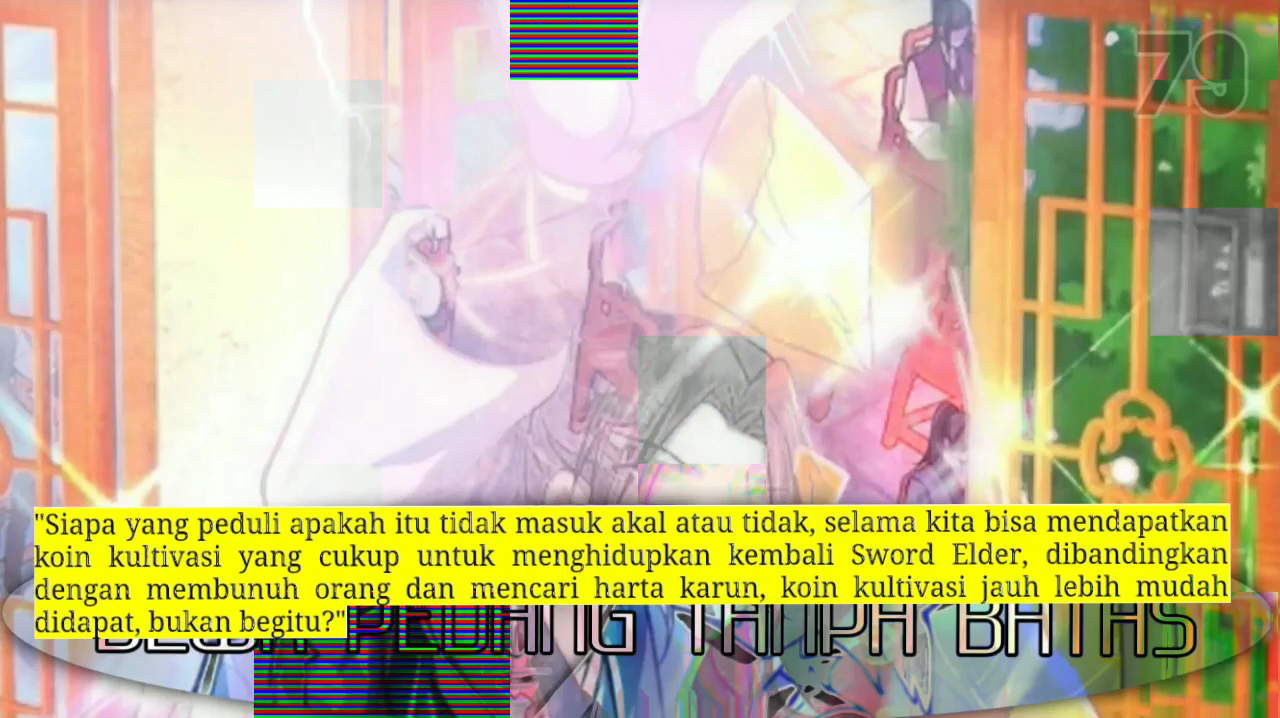 79
"Siapa yang peduli apakah itu tidak masuk akal atau tidak, selama kita bisa mendapatkan
koin kultivasi yang cukup untuk menghidupkan kembali Sword Elder, dibandingkan
dengan membunuh orang dan mencari harta karun, koin kultivasi jauh lebih mudah
didapat, bukan begitu?"
DEWA PEDANG TANPA BATAS